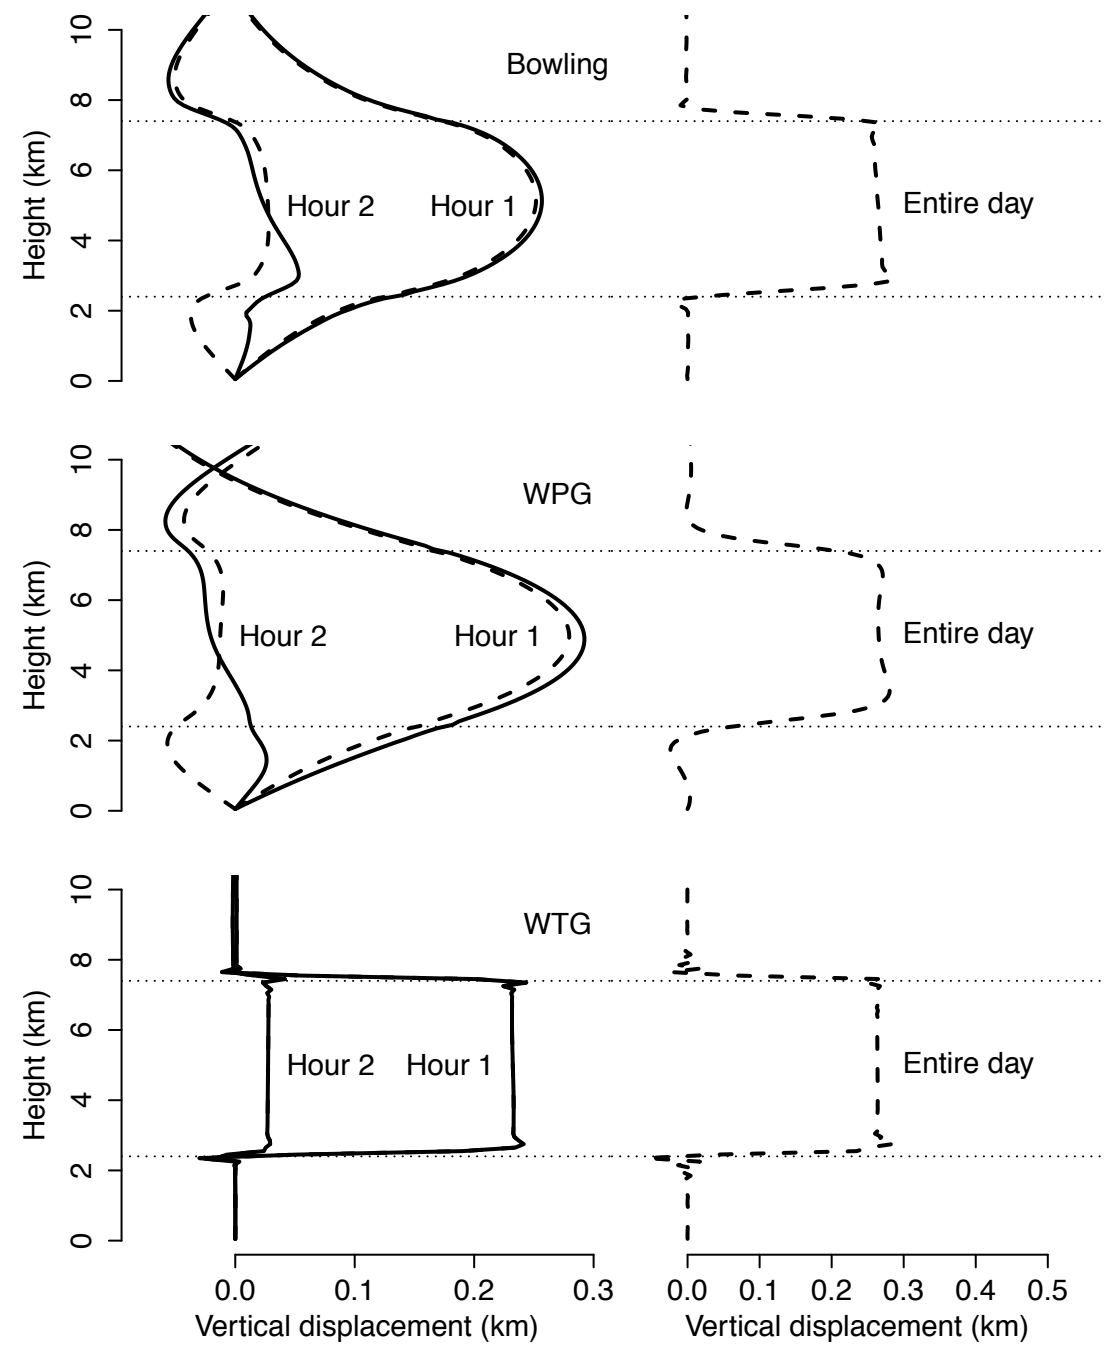 10
8
6
4
2
0
Height (km)
Bowling
Hour 2
Hour 1
Entire day
10
8
6
4
2
0
Height (km)
WPG
Hour 2
Hour 1
Entire day
10
8
6
4
2
0
Height (km)
WTG
Hour 2
Hour 1
Entire day
0.0 0.1 0.2 0.3
Vertical displacement (km)
0.0 0.1 0.2 0.3 0.4 0.5
Vertical displacement (km)